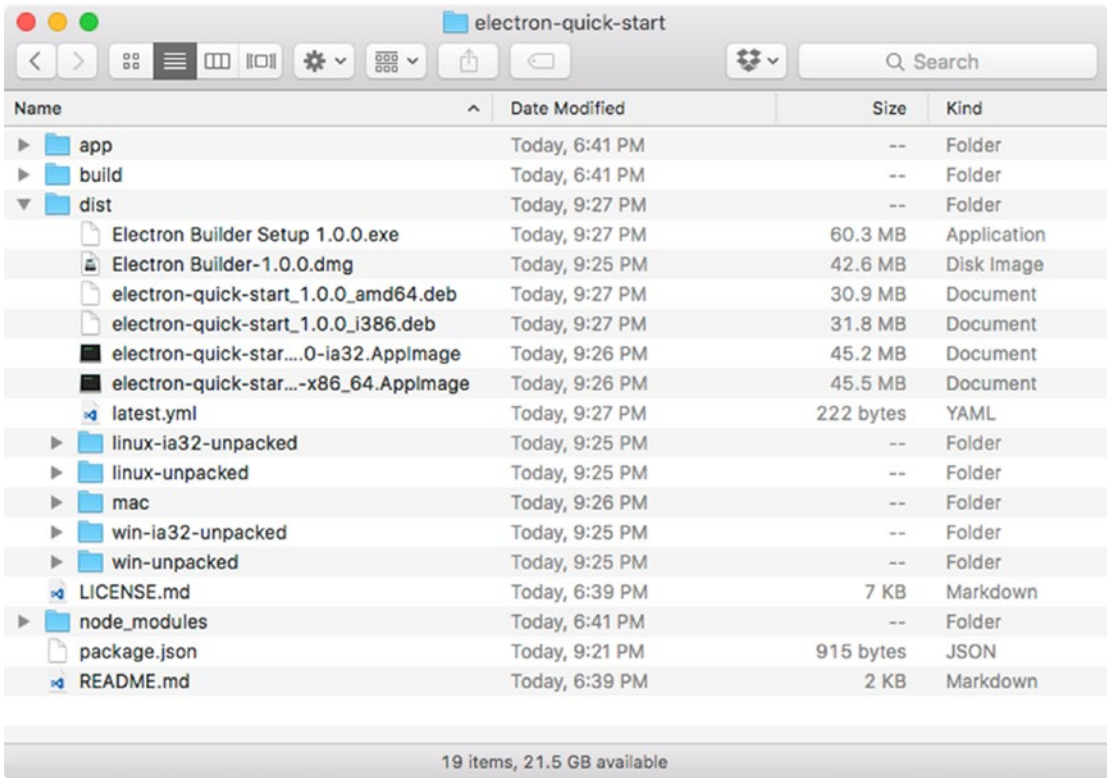 electron-quick-start
Search
Name Date Modified Size Kind
app Today, 6:41 PM -- Folder
build Today, 6:41 PM -- Folder
dist Today, 9:27 PM -- Folder
Electron Builder Setup 1.0.0.exe Today, 9:27 PM 60.3 MB Application
Electron Builder-1.0.0.dmg Today, 9:25 PM 42.6 MB Disk Image
electron-quick-start_1.0.0_amd64.deb Today, 9:27 PM 30.9 MB Document
electron-quick-start_1.0.0_i386.deb Today, 9:27 PM 31.8 MB Document
electron-quick-star....0-ia32.AppImage Today, 9:26 PM 45.2 MB Document
electron-quick-star...-x86_64.AppImage Today, 9:26 PM 45.5 MB Document
latest.yml Today, 9:27 PM 222 bytes YAML
linux-ia32-unpacked Today, 9:25 PM -- Folder
linux-unpacked Today, 9:25 PM -- Folder
mac Today, 9:26 PM -- Folder
win-ia32-unpacked Today, 9:25 PM -- Folder
win-unpacked Today, 9:25 PM -- Folder
LICENSE.md Today, 6:39 PM 7 KB Markdown
node_modules Today, 6:41 PM -- Folder
package.json Today, 9:21 PM 915 bytes JSON
README.md Today, 6:39 PM 2 KB Markdown
19 items, 21.5 GB available